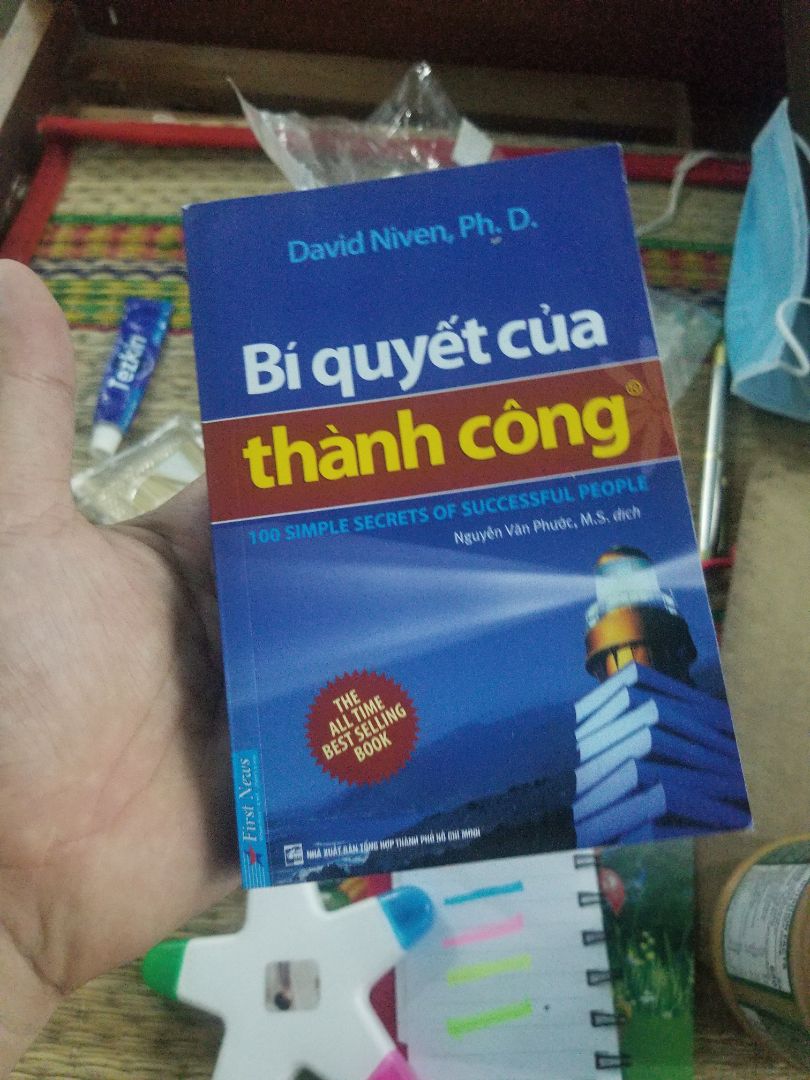 David Niven, Ph. D.
Bí quyết của
thành công®
100 SIMPLE SECRETS OF SUCCESSFUL PEOPLE
Nguyễn Văn Phước, M.S. dịch
THE
ALL TIME
BEST SELLING
BOOK
First News
NHÀ XUẤT BẢN TỔNG HỢP THÀNH PHỐ HỒ CHÍ MINH
Tezkin